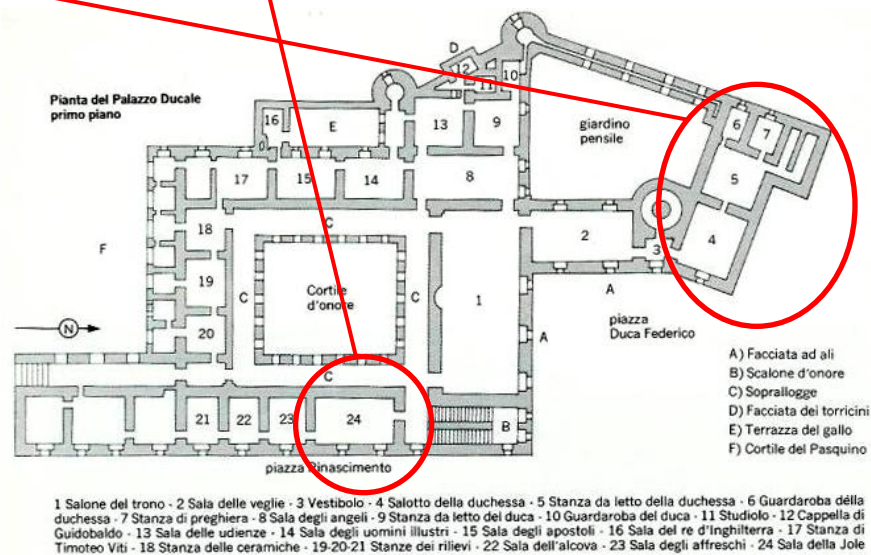 Pianta del Palazzo Ducale
primo piano
D
12
11
10
16
E
13
9
giardino
pensile
6
7
17
15
14
8
5
18
C
2
3
4
F
19
C
Cortile
d'onore
C
1
A
piazza
Duca Federico
N
20
A
C
21
22
23
24
B
piazza Rinascimento
A) Facciata ad ali
B) Scalone d'onore
C) Soprallogge
D) Facciata dei torricini
E) Terrazza del gallo
F) Cortile del Pasquino
1 Salone del trono - 2 Sala delle veglie - 3 Vestibolo - 4 Salotto della duchessa - 5 Stanza da letto della duchessa - 6 Guardaroba della
duchessa - 7 Stanza di preghiera - 8 Sala degli angeli - 9 Stanza da letto del duca - 10 Guardaroba del duca - 11 Studiolo - 12 Cappella di
Guidobaldo - 13 Sala delle udienze - 14 Sala degli uomini illustri - 15 Sala degli apostoli - 16 Sala del re d'Inghilterra - 17 Stanza di
Timoteo Viti - 18 Stanza delle ceramiche - 19-20-21 Stanze dei rilievi - 22 Sala dell'alcova - 23 Sala degli affreschi - 24 Sala della Jole